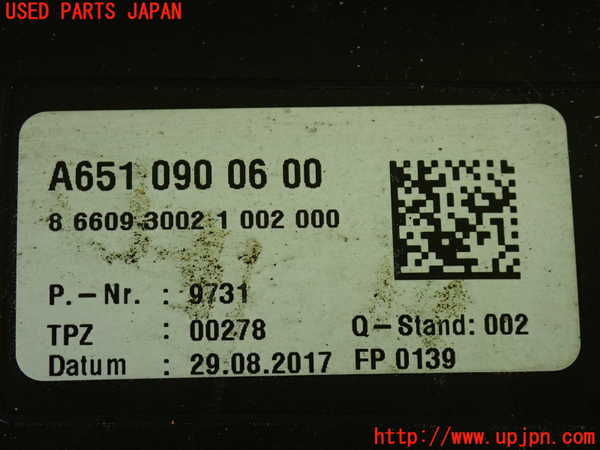 USED PARTS JAPAN
A651 090 06 00
8 6609 3002 1 002 000
P.-Nr. : 9731
TPZ : 00278 Q-Stand: 002
Datum : 29.08.2017 FP 0139
http://www.upjpn.com/